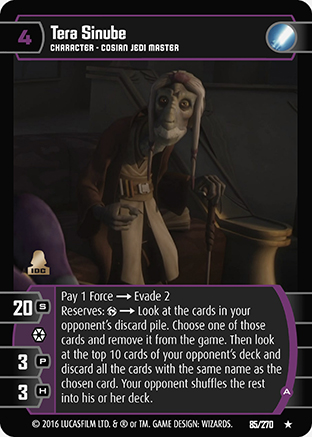 4
Tera Sinube
CHARACTER - COSIAN JEDI MASTER
IDC
20 S
3 P
3 H
Pay 1 Force → Evade 2
Reserves: → Look at the cards in your
opponent's discard pile. Choose one of those
cards and remove it from the game. Then look
at the top 10 cards of your opponent's deck and
discard all the cards with the same name as the
chosen card. Your opponent shuffles the rest
into his or her deck.
A
© 2016 LUCASFILM LTD. & ® OR TM. GAME DESIGN: WIZARDS. 85/270 ★